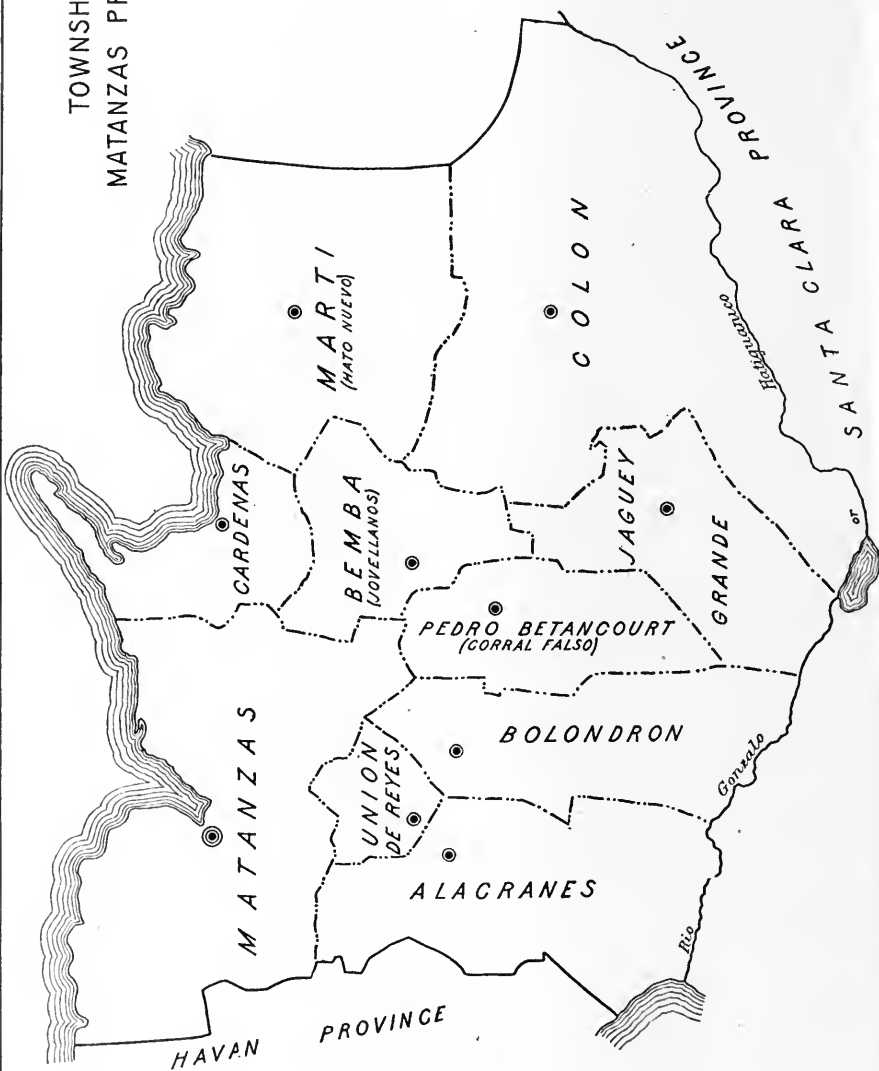 TOWNSH
MATANZAS PR
MATANZAS
CARDENAS
MARTI
(HATO NUEVO)
BEMBA
(JOVELLANOS)
COLON
UNION
DE REYES
PEDRO BETANCOURT
(CORRAL FALSO)
JAGUEY
GRANDE
BOLONDRON
ALACRANES
HAVAN PROVINCE
Rio Gonzalo or Hatiguanico
SANTA CLARA PROVINCE